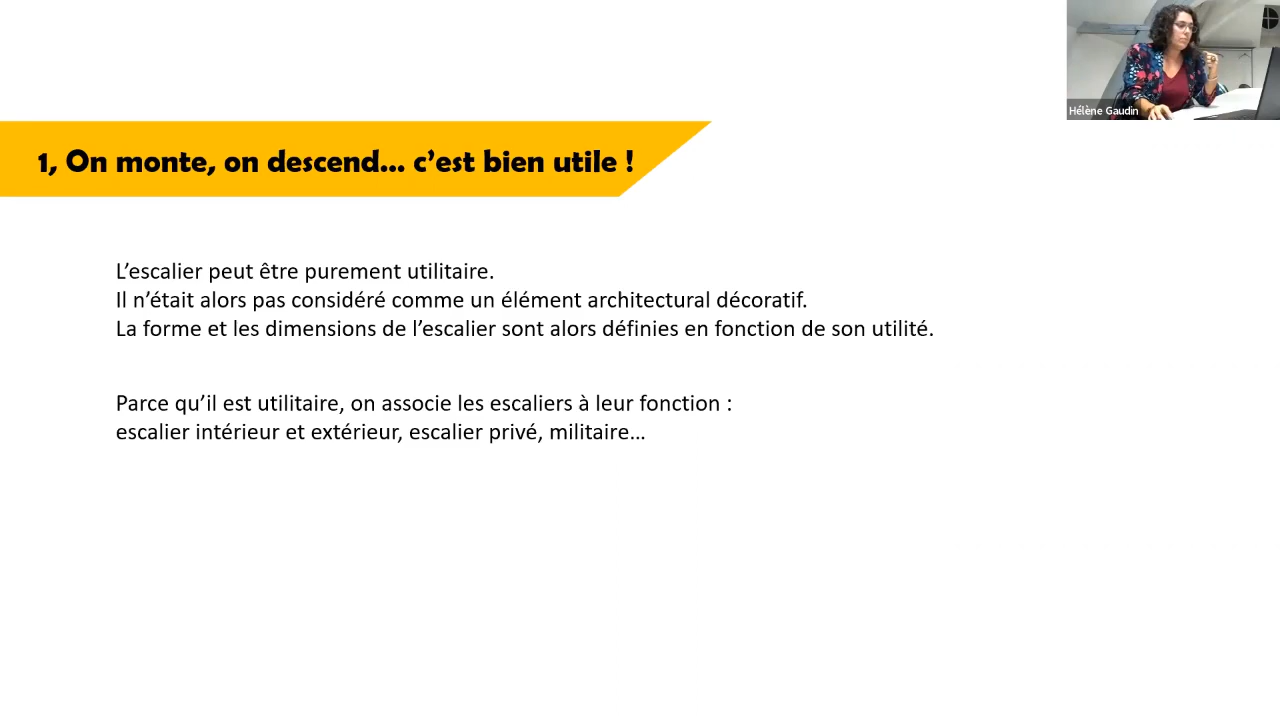 Hélène Gaudin
1, On monte, on descend... c'est bien utile !
L'escalier peut être purement utilitaire.
Il n'était alors pas considéré comme un élément architectural décoratif.
La forme et les dimensions de l'escalier sont alors définies en fonction de son utilité.
Parce qu'il est utilitaire, on associe les escaliers à leur fonction :
escalier intérieur et extérieur, escalier privé, militaire...